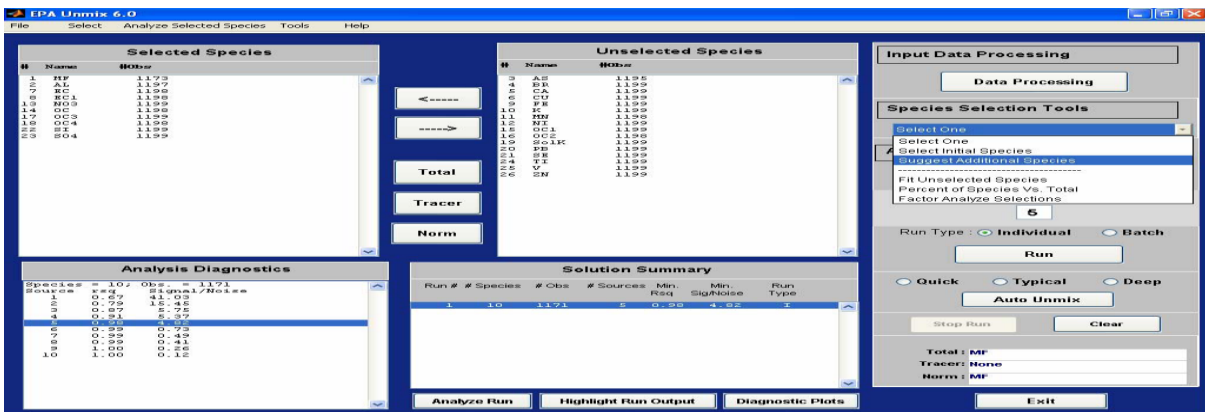 EPA Unmix 6.0
File Select Analyze Selected Species Tools Help
Selected Species
# Name #Obs
1 MF 1173
2 AL 1197
7 EC 1198
8 EC1 1198
13 NO3 1199
14 OC 1198
17 OC3 1199
18 OC4 1198
22 SI 1199
23 SO4 1199
<-----
----->
Total
Tracer
Norm
Unselected Species
# Name #Obs
3 AS 1195
4 BR 1199
5 CA 1199
6 CU 1199
9 FE 1199
10 K 1199
11 MN 1198
12 NI 1199
15 OC1 1199
16 OC2 1198
19 SolK 1199
20 PB 1199
21 SE 1199
24 TI 1199
25 V 1199
26 ZN 1199
Input Data Processing
Data Processing
Species Selection Tools
Select One
Select One
Select Initial Species
Suggest Additional Species
--------------------------------
Fit Unselected Species
Percent of Species Vs. Total
Factor Analyze Selections
5
Run Type : Individual Batch
Run
Quick Typical Deep
Auto Unmix
Stop Run Clear
Total : MF
Tracer: None
Norm : MF
Exit
Analysis Diagnostics
Species = 10; Obs. = 1171
Source rsq Signal/Noise
1 0.67 41.03
2 0.79 15.45
3 0.87 5.75
4 0.91 5.37
5 0.98 4.82
6 0.99 0.73
7 0.99 0.49
8 0.99 0.41
9 1.00 0.26
10 1.00 0.12
Solution Summary
Run # # Species # Obs # Sources Min. Rsq Min. Sig/Noise Run Type
1 10 1171 5 0.98 4.82 I
Analyze Run Highlight Run Output Diagnostic Plots